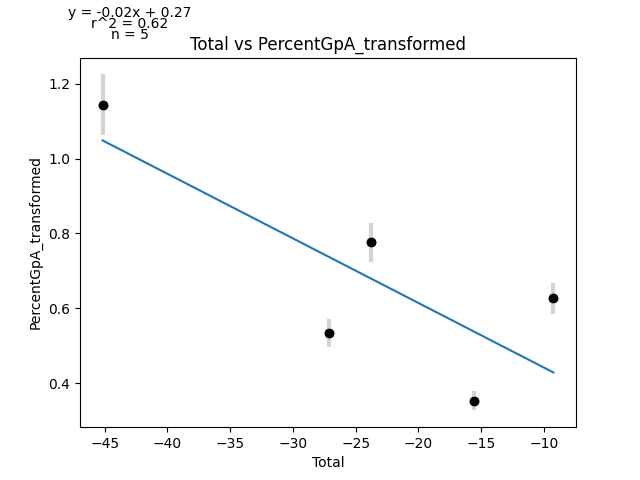 y = -0.02x + 0.27
r^2 = 0.62
n = 5
Total vs PercentGpA_transformed
PercentGpA_transformed
1.2
1.0
0.8
0.6
0.4
−45 −40 −35 −30 −25 −20 −15 −10
Total